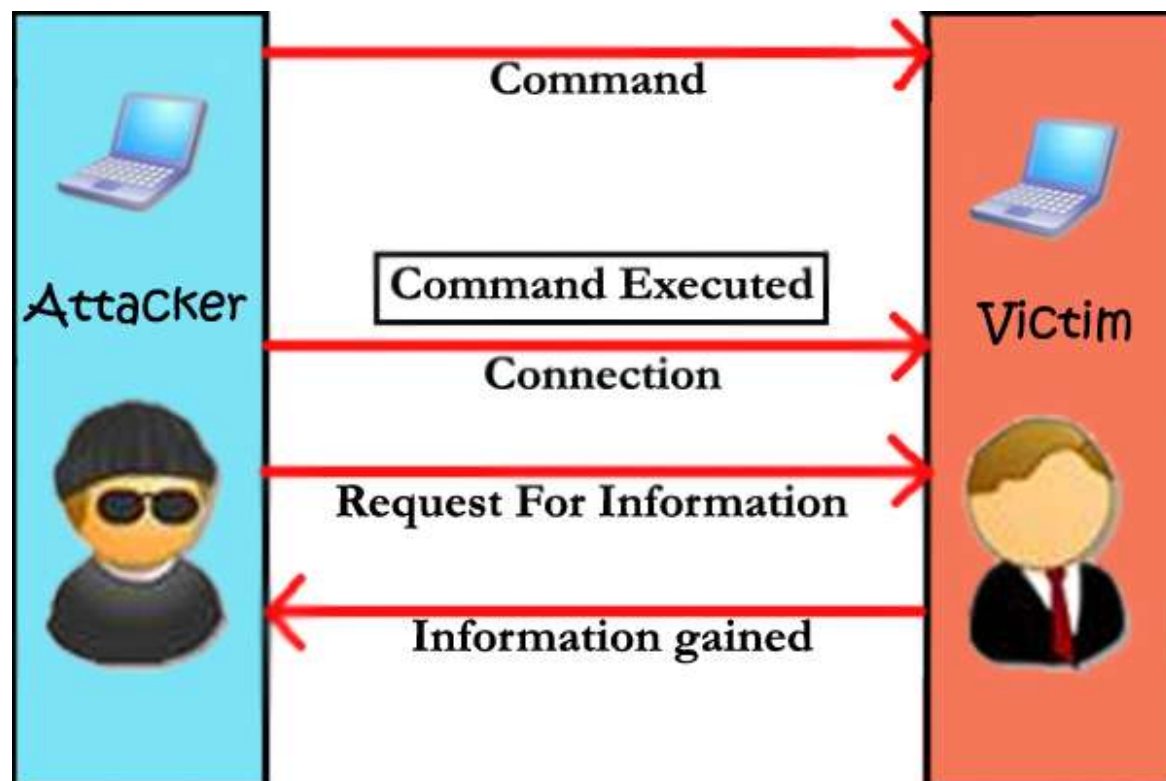 Command
Attacker
Command Executed
Victim
Connection
Request For Information
Information gained